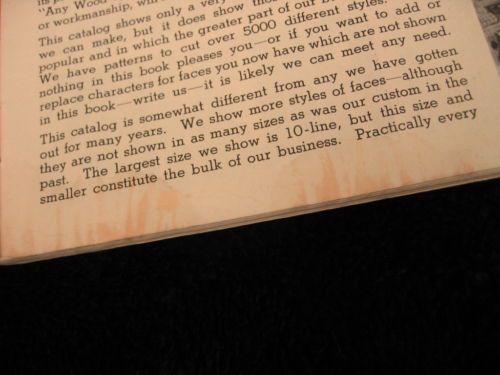 "Any Wood
or workmanship, will
This catalog shows only a very
we can make, but it does show
popular and in which the greater part of our
We have patterns to cut over 5000 different styles.
nothing in this book pleases you—or if you want to add or
replace characters for faces you now have which are not shown
in this book—write us—it is likely we can meet any need.
This catalog is somewhat different from any we have gotten
out for many years. We show more styles of faces—although
they are not shown in as many sizes as was our custom in the
past. The largest size we show is 10-line, but this size and
smaller constitute the bulk of our business. Practically every